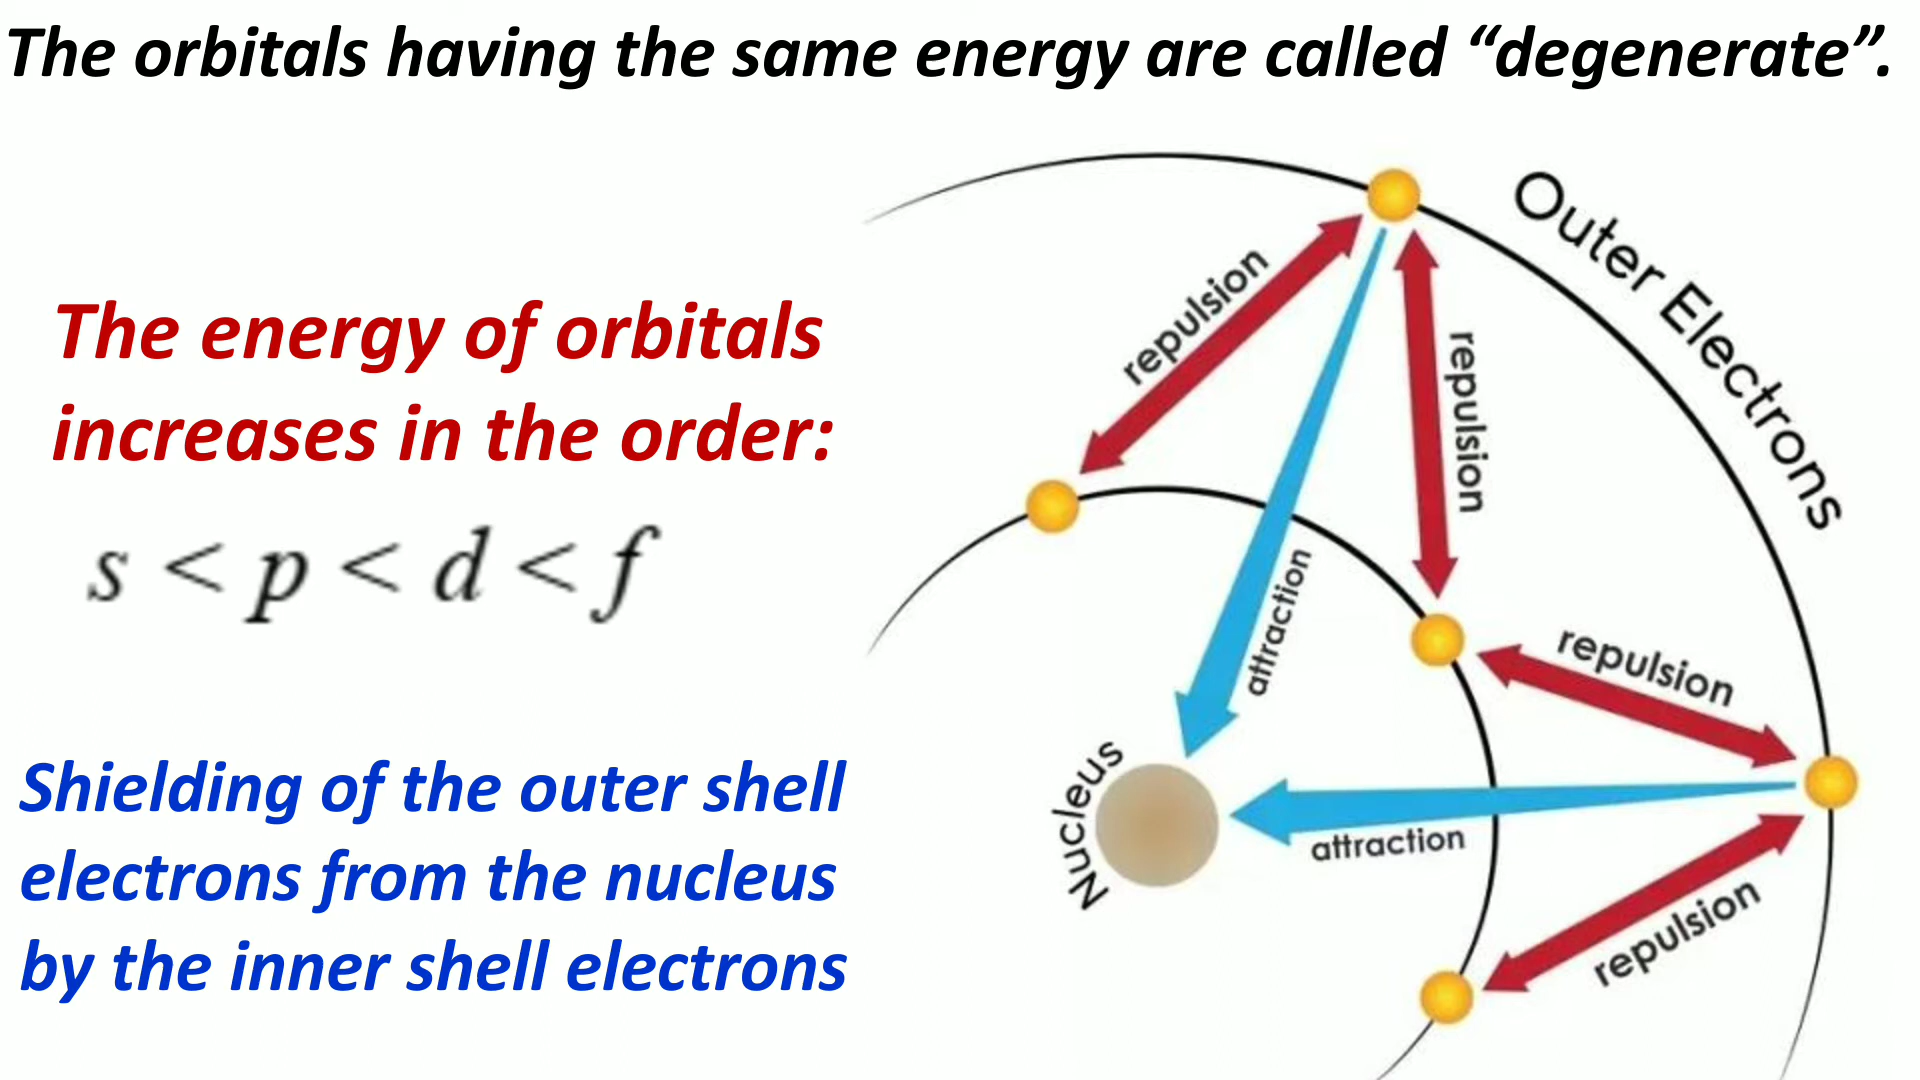 The orbitals having the same energy are called “degenerate”.
The energy of orbitals
increases in the order:
s < p < d < f
Shielding of the outer shell
electrons from the nucleus
by the inner shell electrons
Outer Electrons
repulsion
repulsion
attraction
repulsion
Nucleus
attraction
repulsion